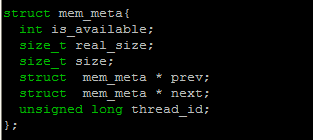 struct mem_meta{
  int is_available;
  size_t real_size;
  size_t size;
  struct  mem_meta * prev;
  struct  mem_meta * next;
  unsigned long thread_id;
};